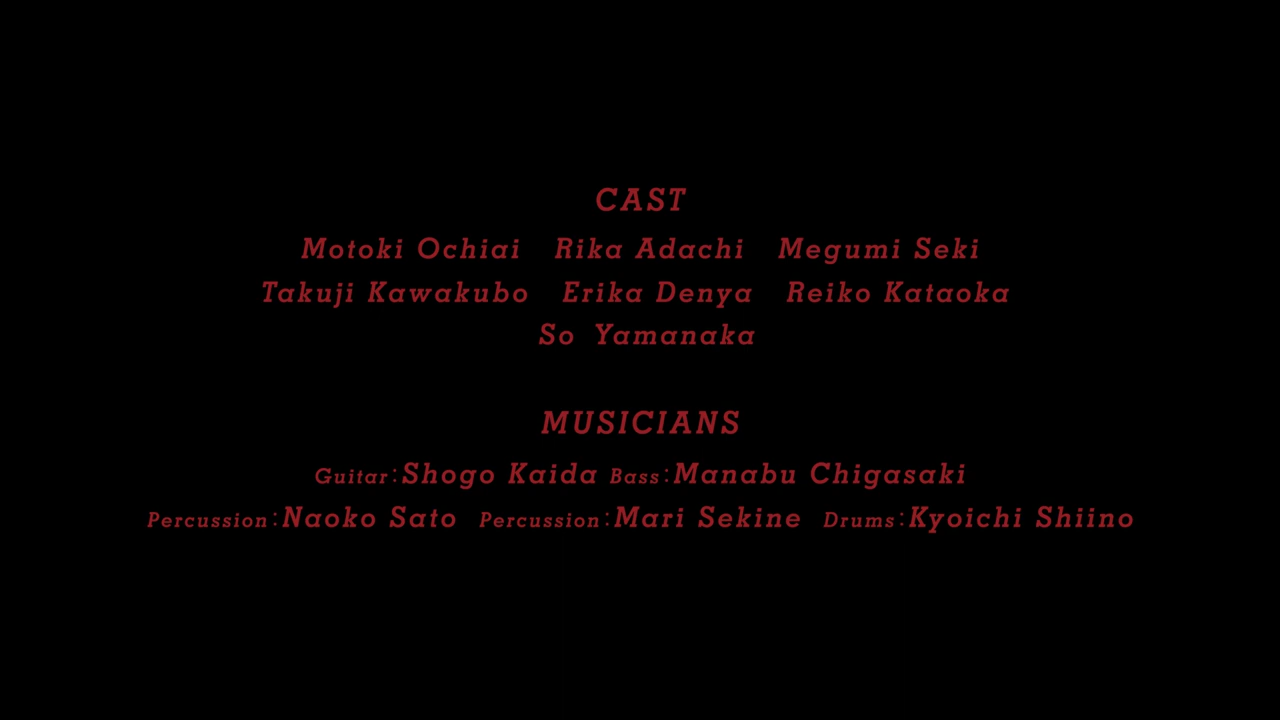 CAST
Motoki Ochiai Rika Adachi Megumi Seki
Takuji Kawakubo Erika Denya Reiko Kataoka
So Yamanaka
MUSICIANS
Guitar:Shogo Kaida Bass:Manabu Chigasaki
Percussion:Naoko Sato Percussion:Mari Sekine Drums:Kyoichi Shiino